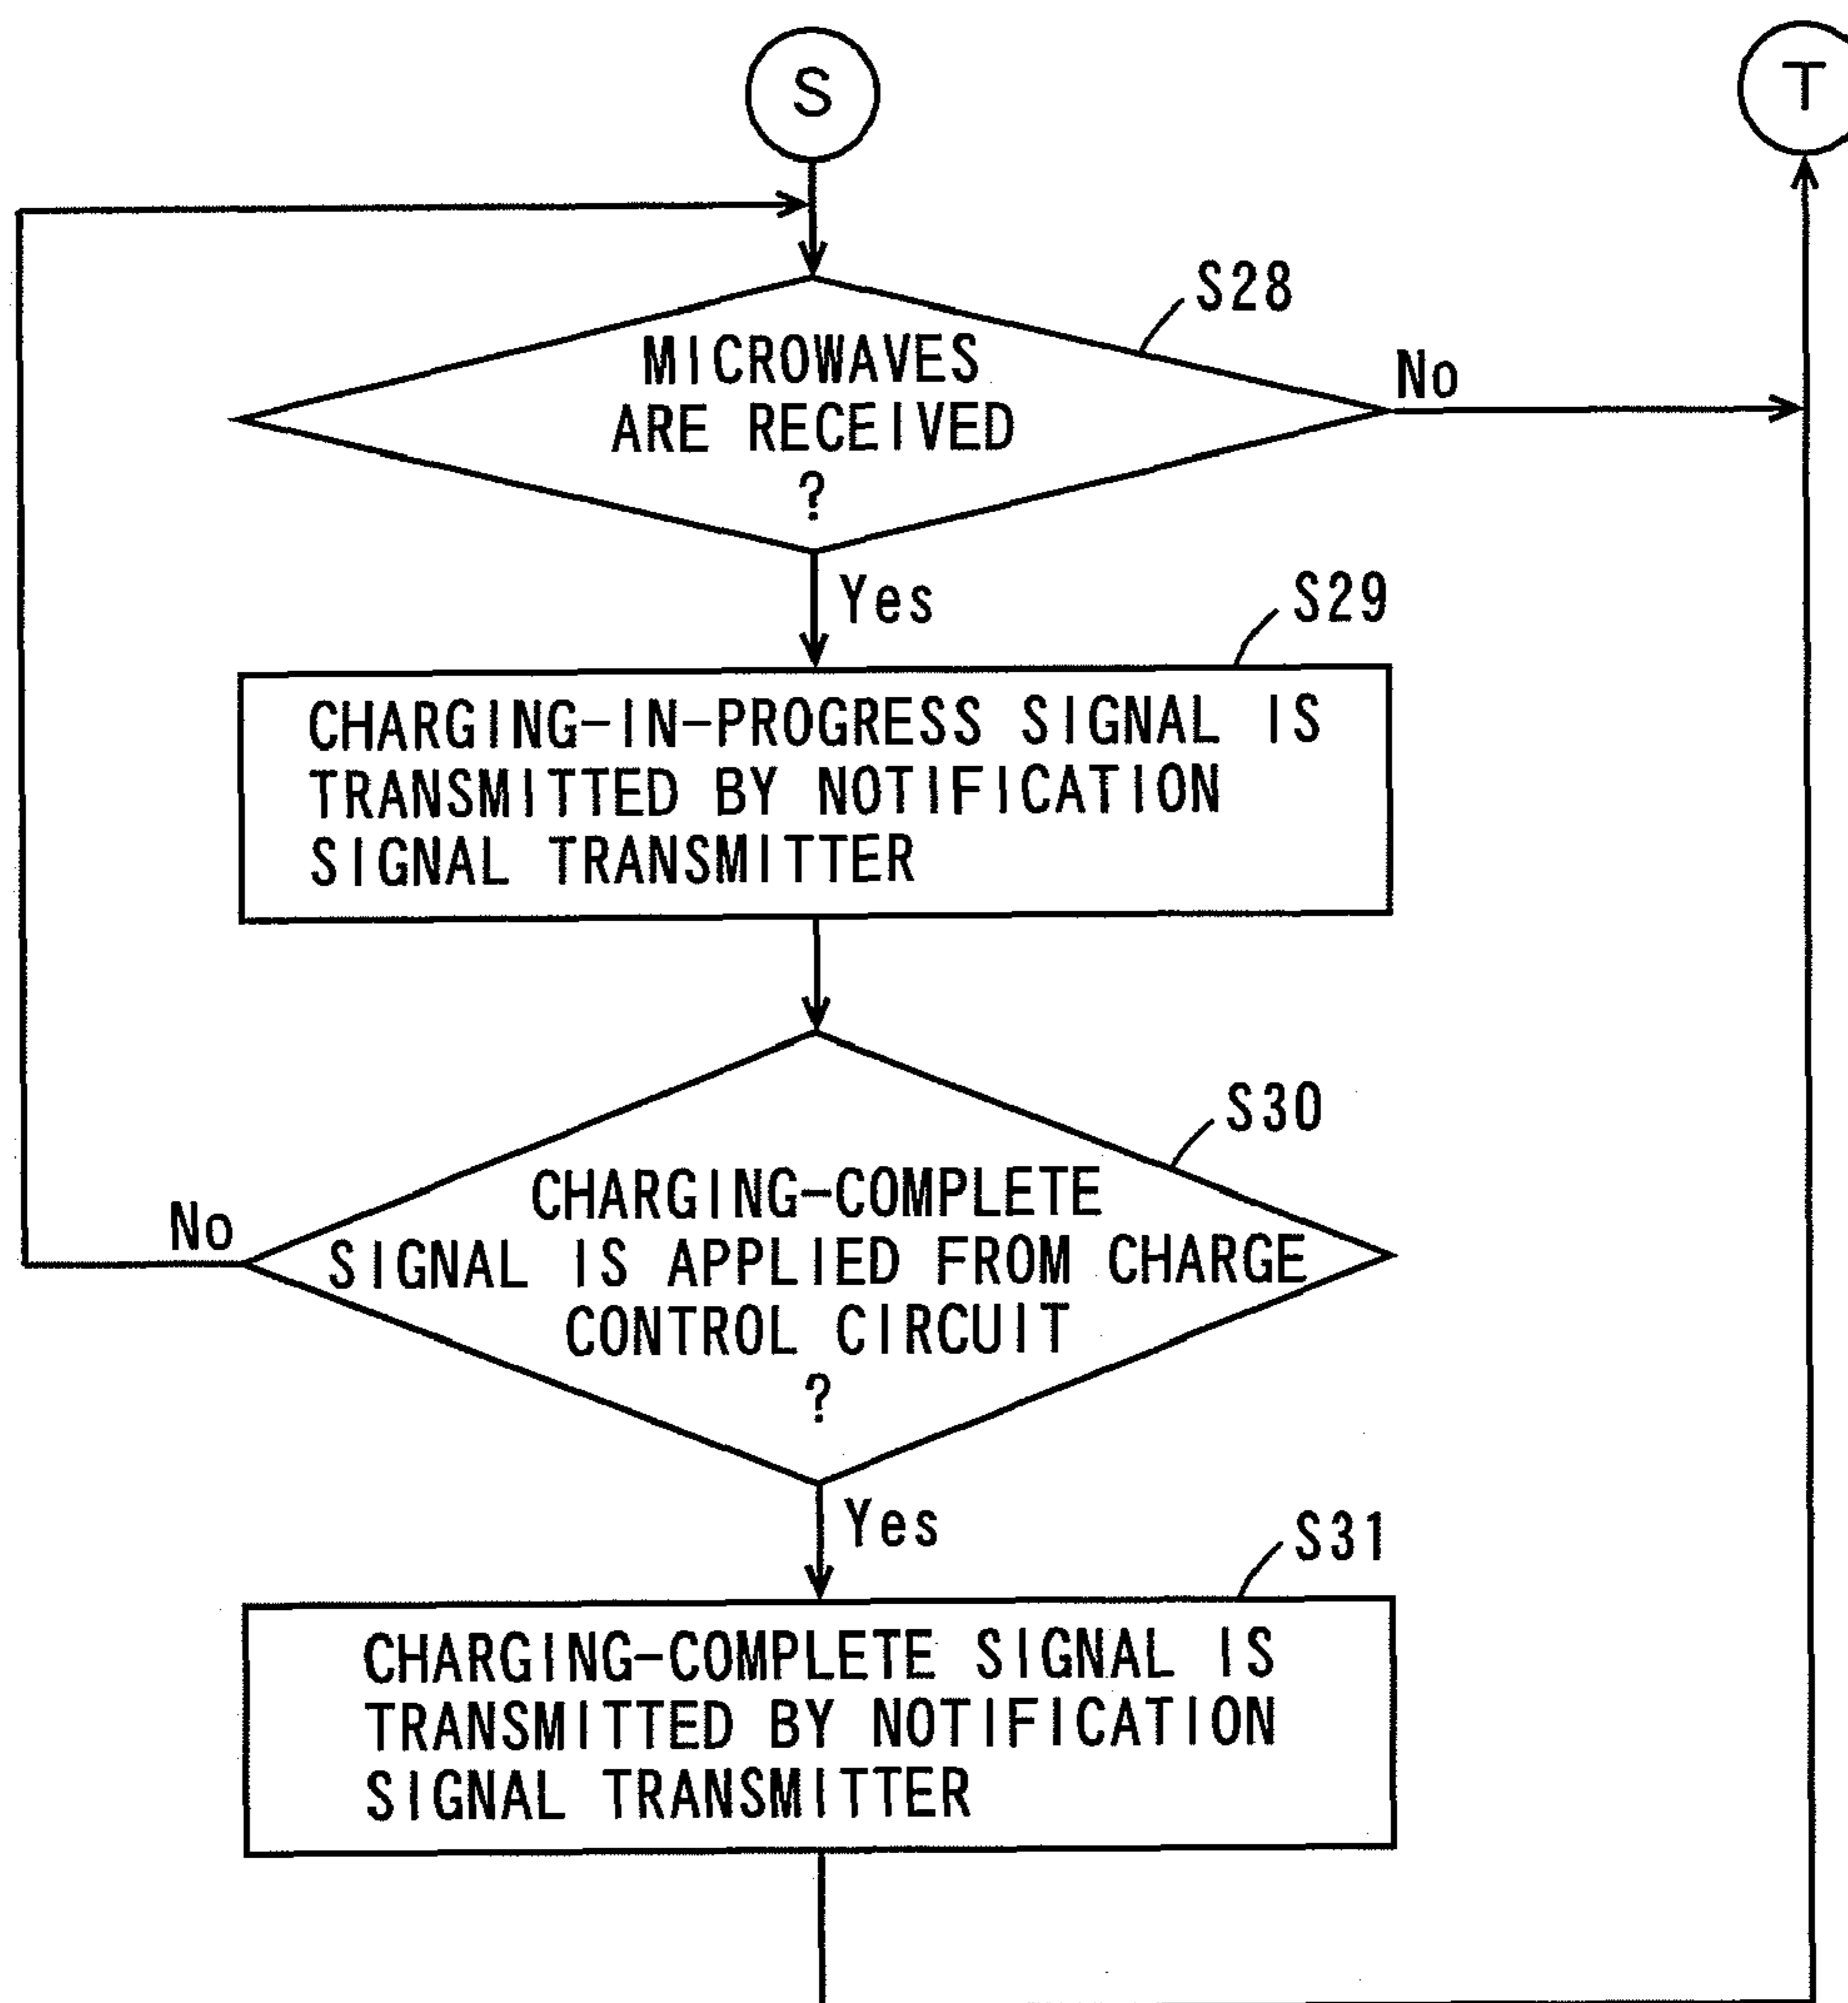 S
T
S28
MICROWAVES
ARE RECEIVED
?
No
Yes
S29
CHARGING-IN-PROGRESS SIGNAL IS
TRANSMITTED BY NOTIFICATION
SIGNAL TRANSMITTER
S30
CHARGING-COMPLETE
SIGNAL IS APPLIED FROM CHARGE
CONTROL CIRCUIT
?
No
Yes
S31
CHARGING-COMPLETE SIGNAL IS
TRANSMITTED BY NOTIFICATION
SIGNAL TRANSMITTER